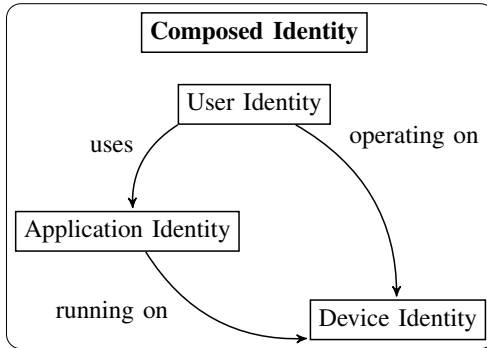 Composed Identity
User Identity
uses
operating on
Application Identity
running on
Device Identity